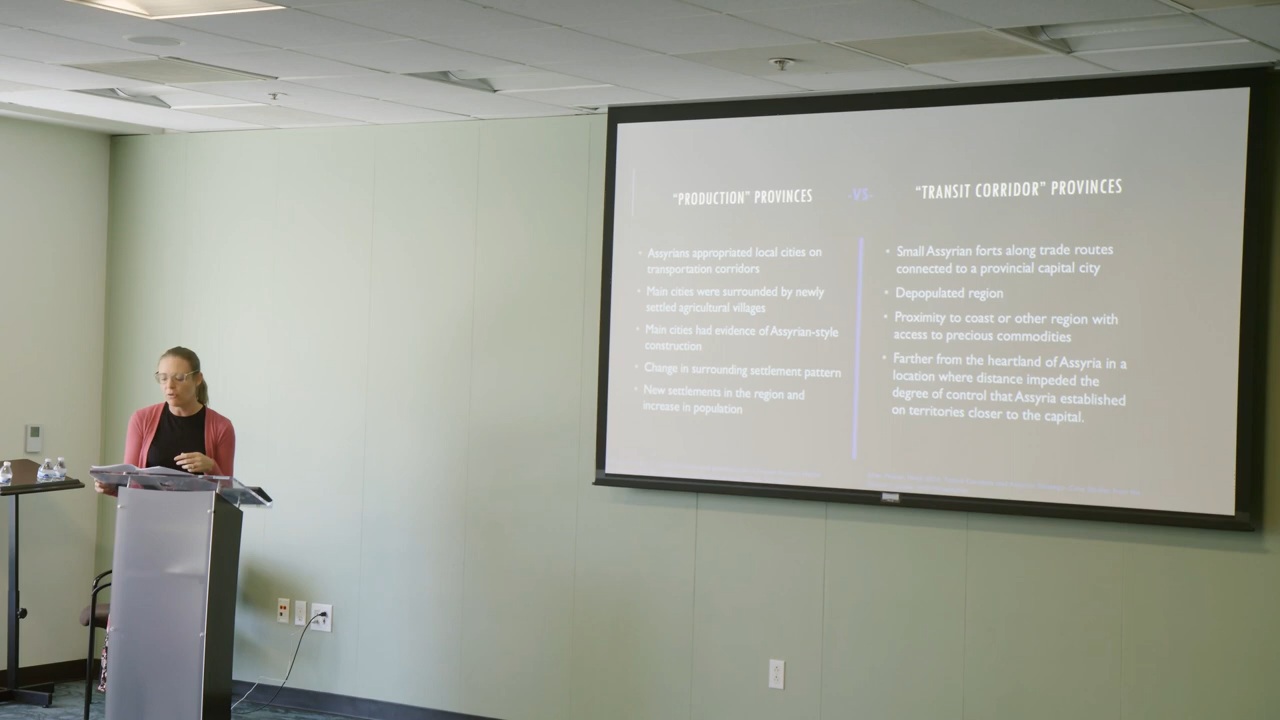 "PRODUCTION" PROVINCES
-VS-
"TRANSIT CORRIDOR" PROVINCES
• Assyrians appropriated local cities on
transportation corridors
• Main cities were surrounded by newly
settled agricultural villages
• Main cities had evidence of Assyrian-style
construction
• Change in surrounding settlement pattern
• New settlements in the region and
increase in population
• Small Assyrian forts along trade routes
connected to a provincial capital city
• Depopulated region
• Proximity to coast or other region with
access to precious commodities
• Farther from the heartland of Assyria in a
location where distance impeded the
degree of control that Assyria established
on territories closer to the capital.